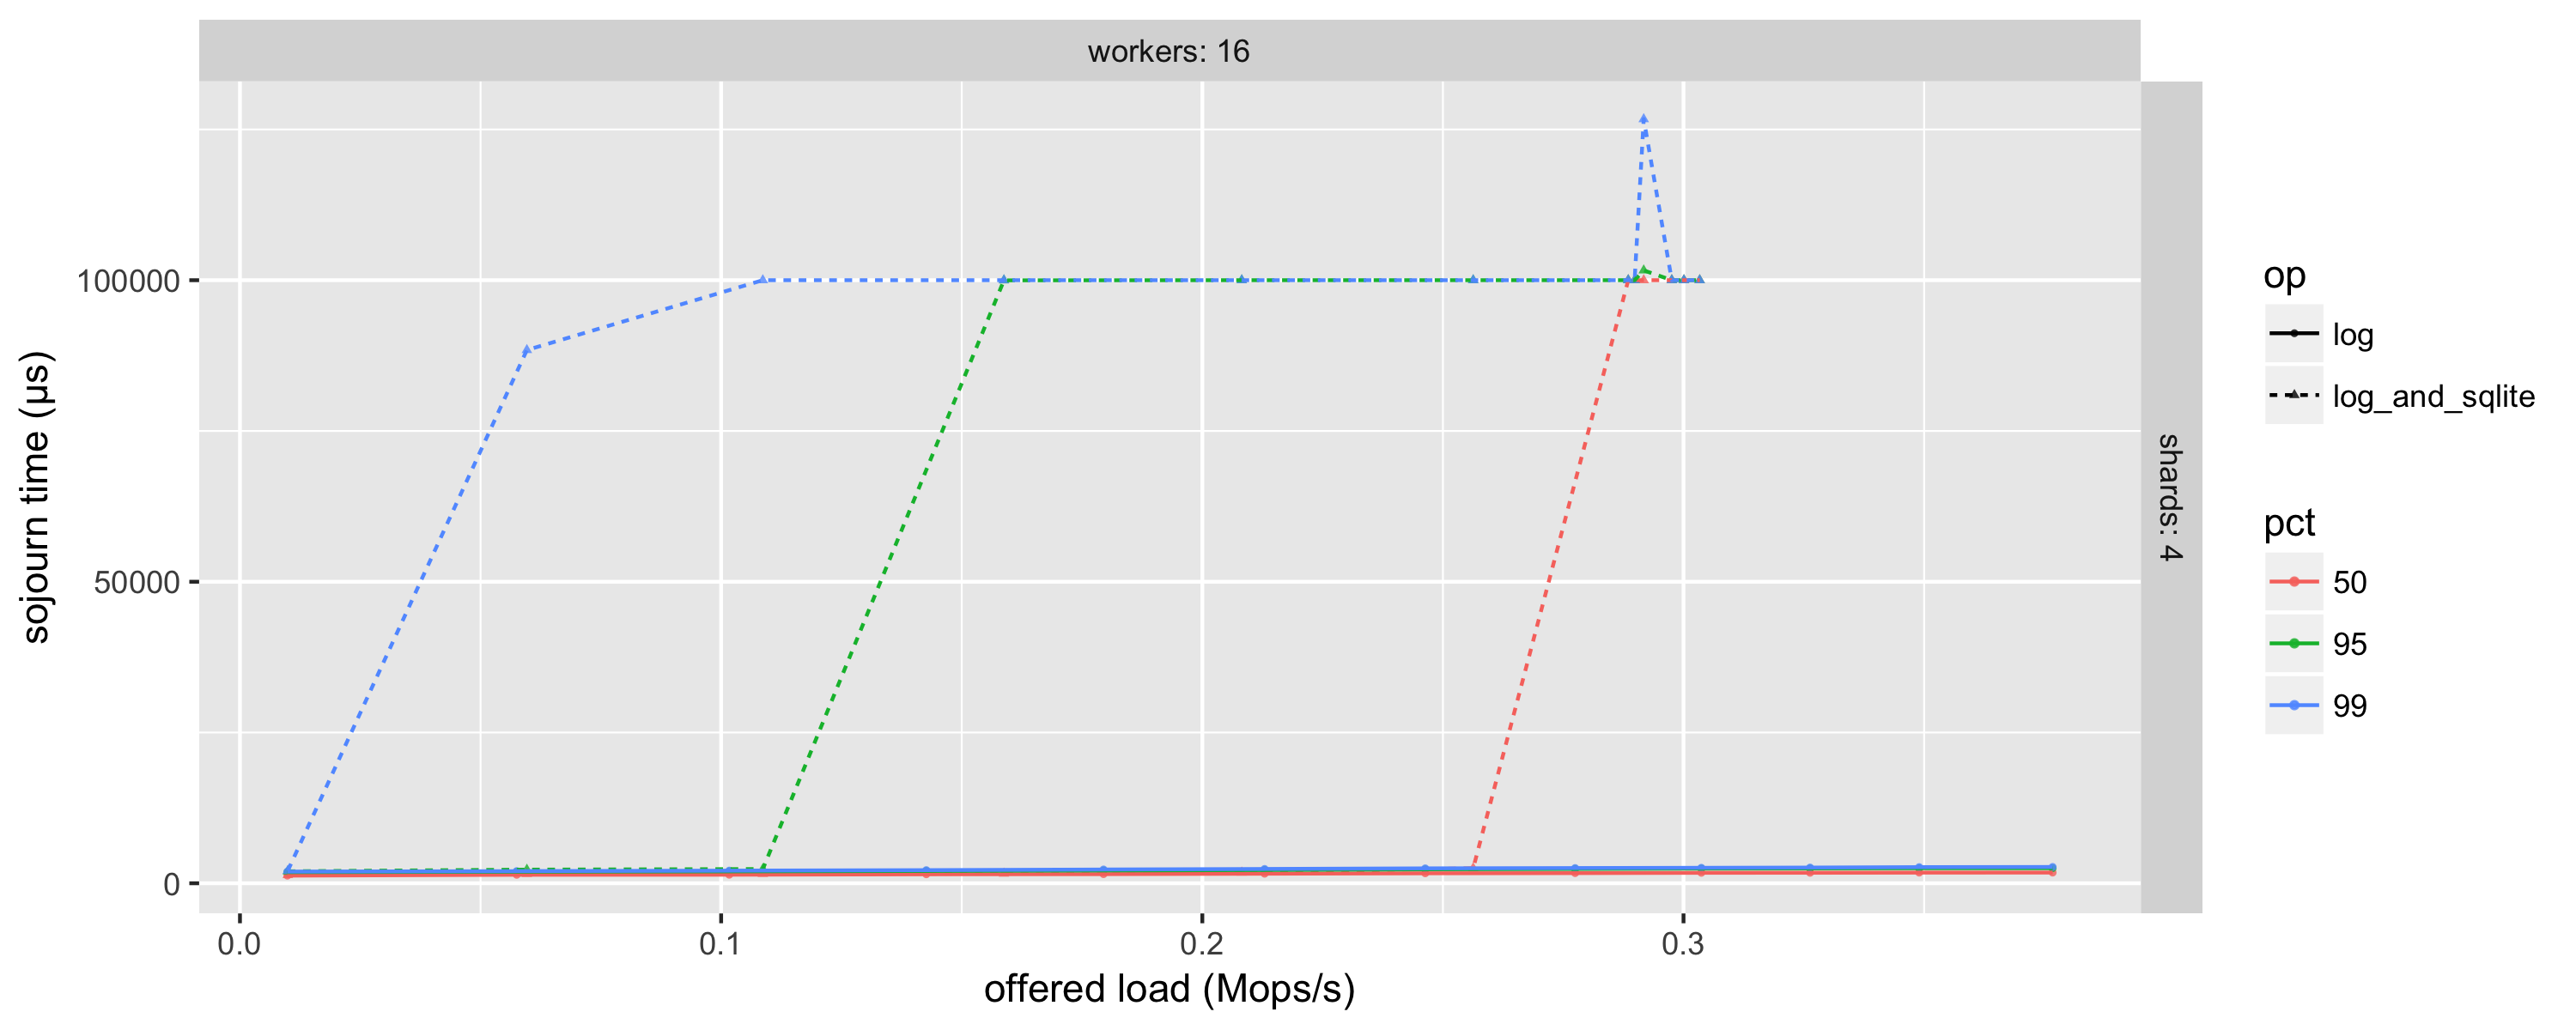 workers: 16
shards: 4
sojourn time (μs)
100000
50000
0
0.0
0.1
0.2
0.3
offered load (Mops/s)
op
log
log_and_sqlite
pct
50
95
99